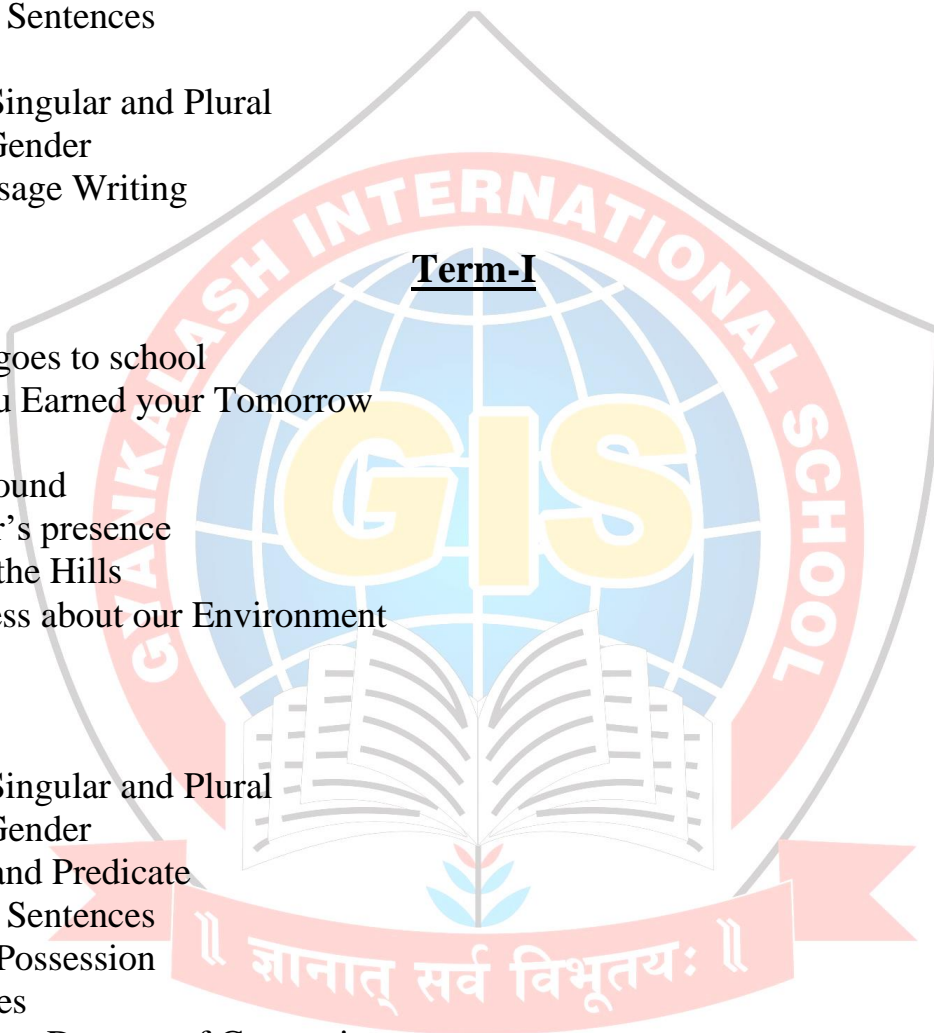 Sentences
Singular and Plural
Gender
sage Writing
Term-I
goes to school
u Earned your Tomorrow
ound
r's presence
the Hills
ess about our Environment
Singular and Plural
Gender
and Predicate
Sentences
Possession
es
GYANKALASH INTERNATIONAL SCHOOL
GIS
॥ ज्ञानात् सर्व विभूतयः ॥